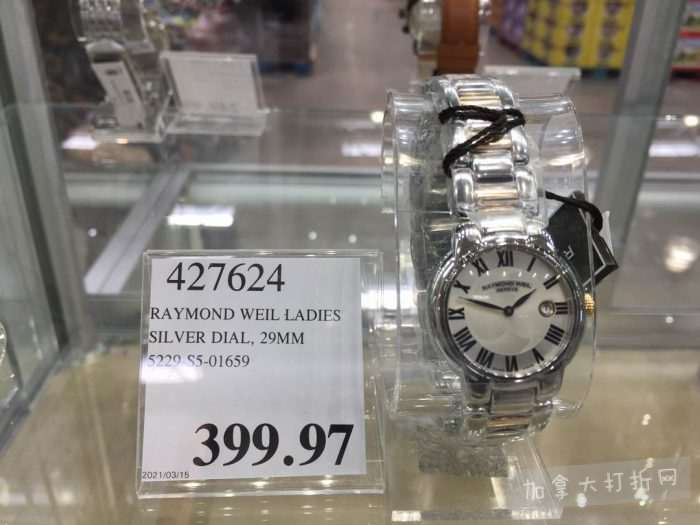 427624
RAYMOND WEIL LADIES
SILVER DIAL, 29MM
5229-S5-01659
399.97
2021/03/15
RAYMOND WEIL
GENEVE
加拿大打折网